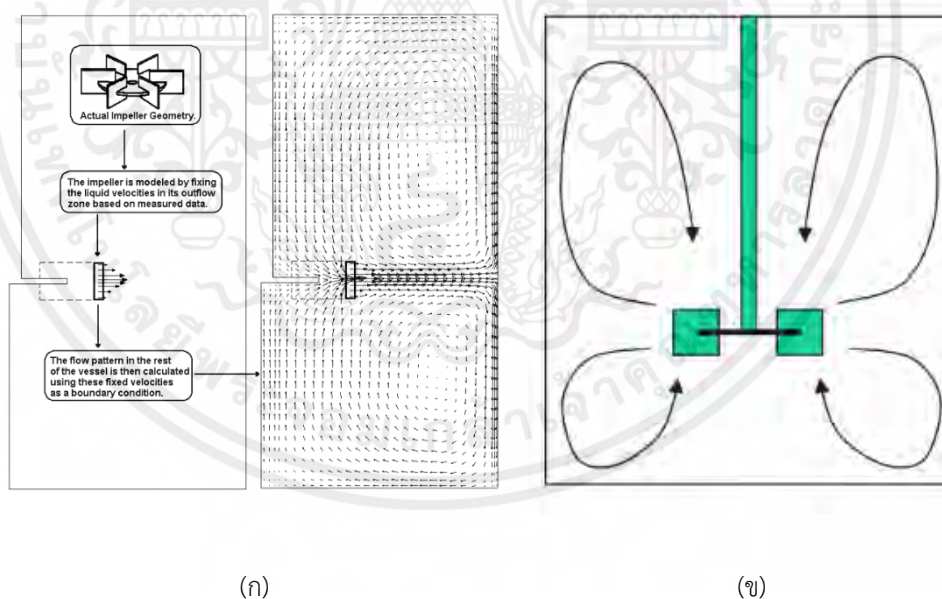 Actual Impeller Geometry.
The impeller is modeled by fixing
the liquid velocities in its outflow
zone based on measured data.
The flow pattern in the rest
of the vessel is then calculated
using these fixed velocities
as a boundary condition.
(ก)
(ข)